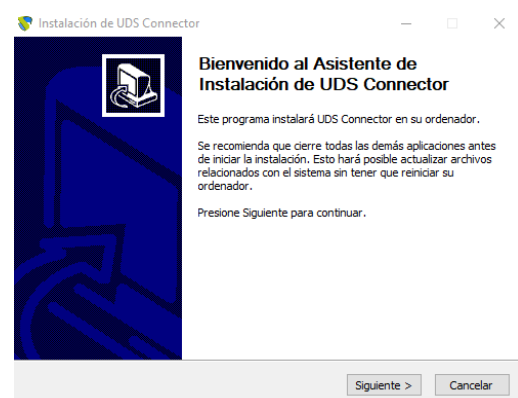 Instalación de UDS Connector
Bienvenido al Asistente de
Instalación de UDS Connector
Este programa instalará UDS Connector en su ordenador.
Se recomienda que cierre todas las demás aplicaciones antes
de iniciar la instalación. Esto hará posible actualizar archivos
relacionados con el sistema sin tener que reiniciar su
ordenador.
Presione Siguiente para continuar.
Siguiente >
Cancelar